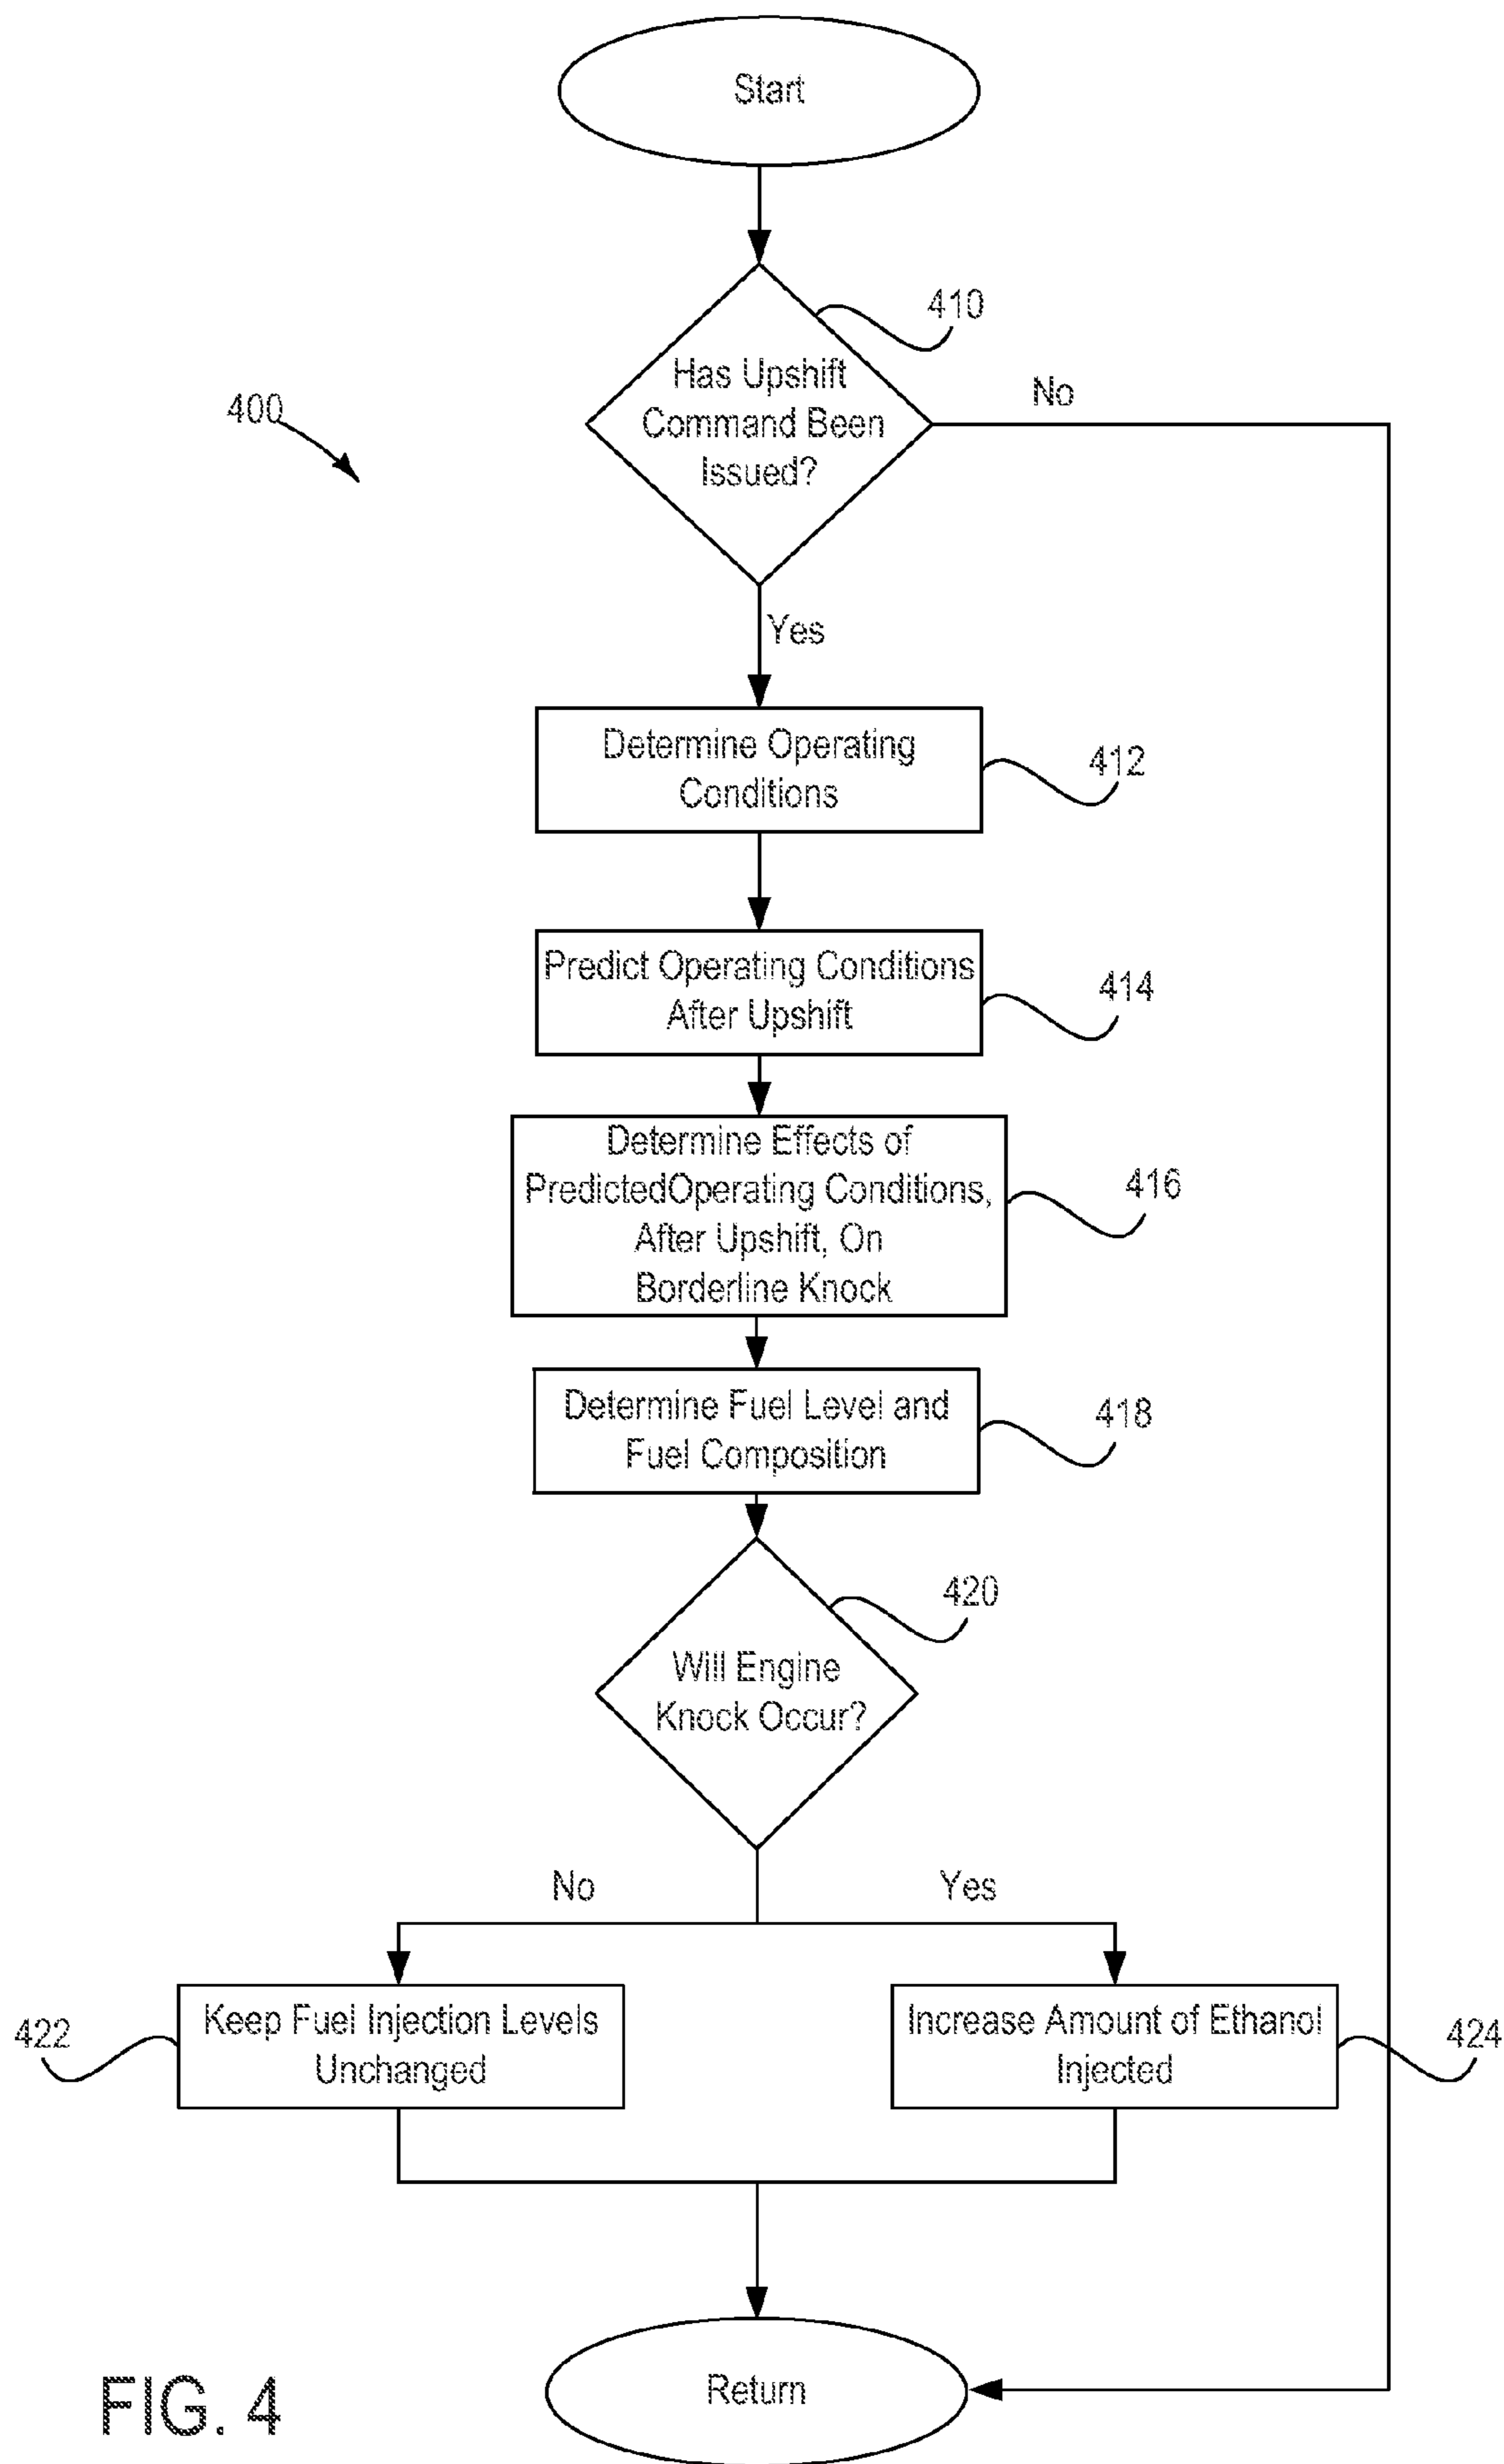 Start
410
Has Upshift
Command Been
Issued?
No
400
Yes
Determine Operating
Conditions
412
Predict Operating Conditions
After Upshift
414
Determine Effects of
PredictedOperating Conditions,
After Upshift, On
Borderline Knock
416
Determine Fuel Level and
Fuel Composition
418
420
Will Engine
Knock Occur?
No
Yes
422
Keep Fuel Injection Levels
Unchanged
Increase Amount of Ethanol
Injected
424
Return
FIG. 4